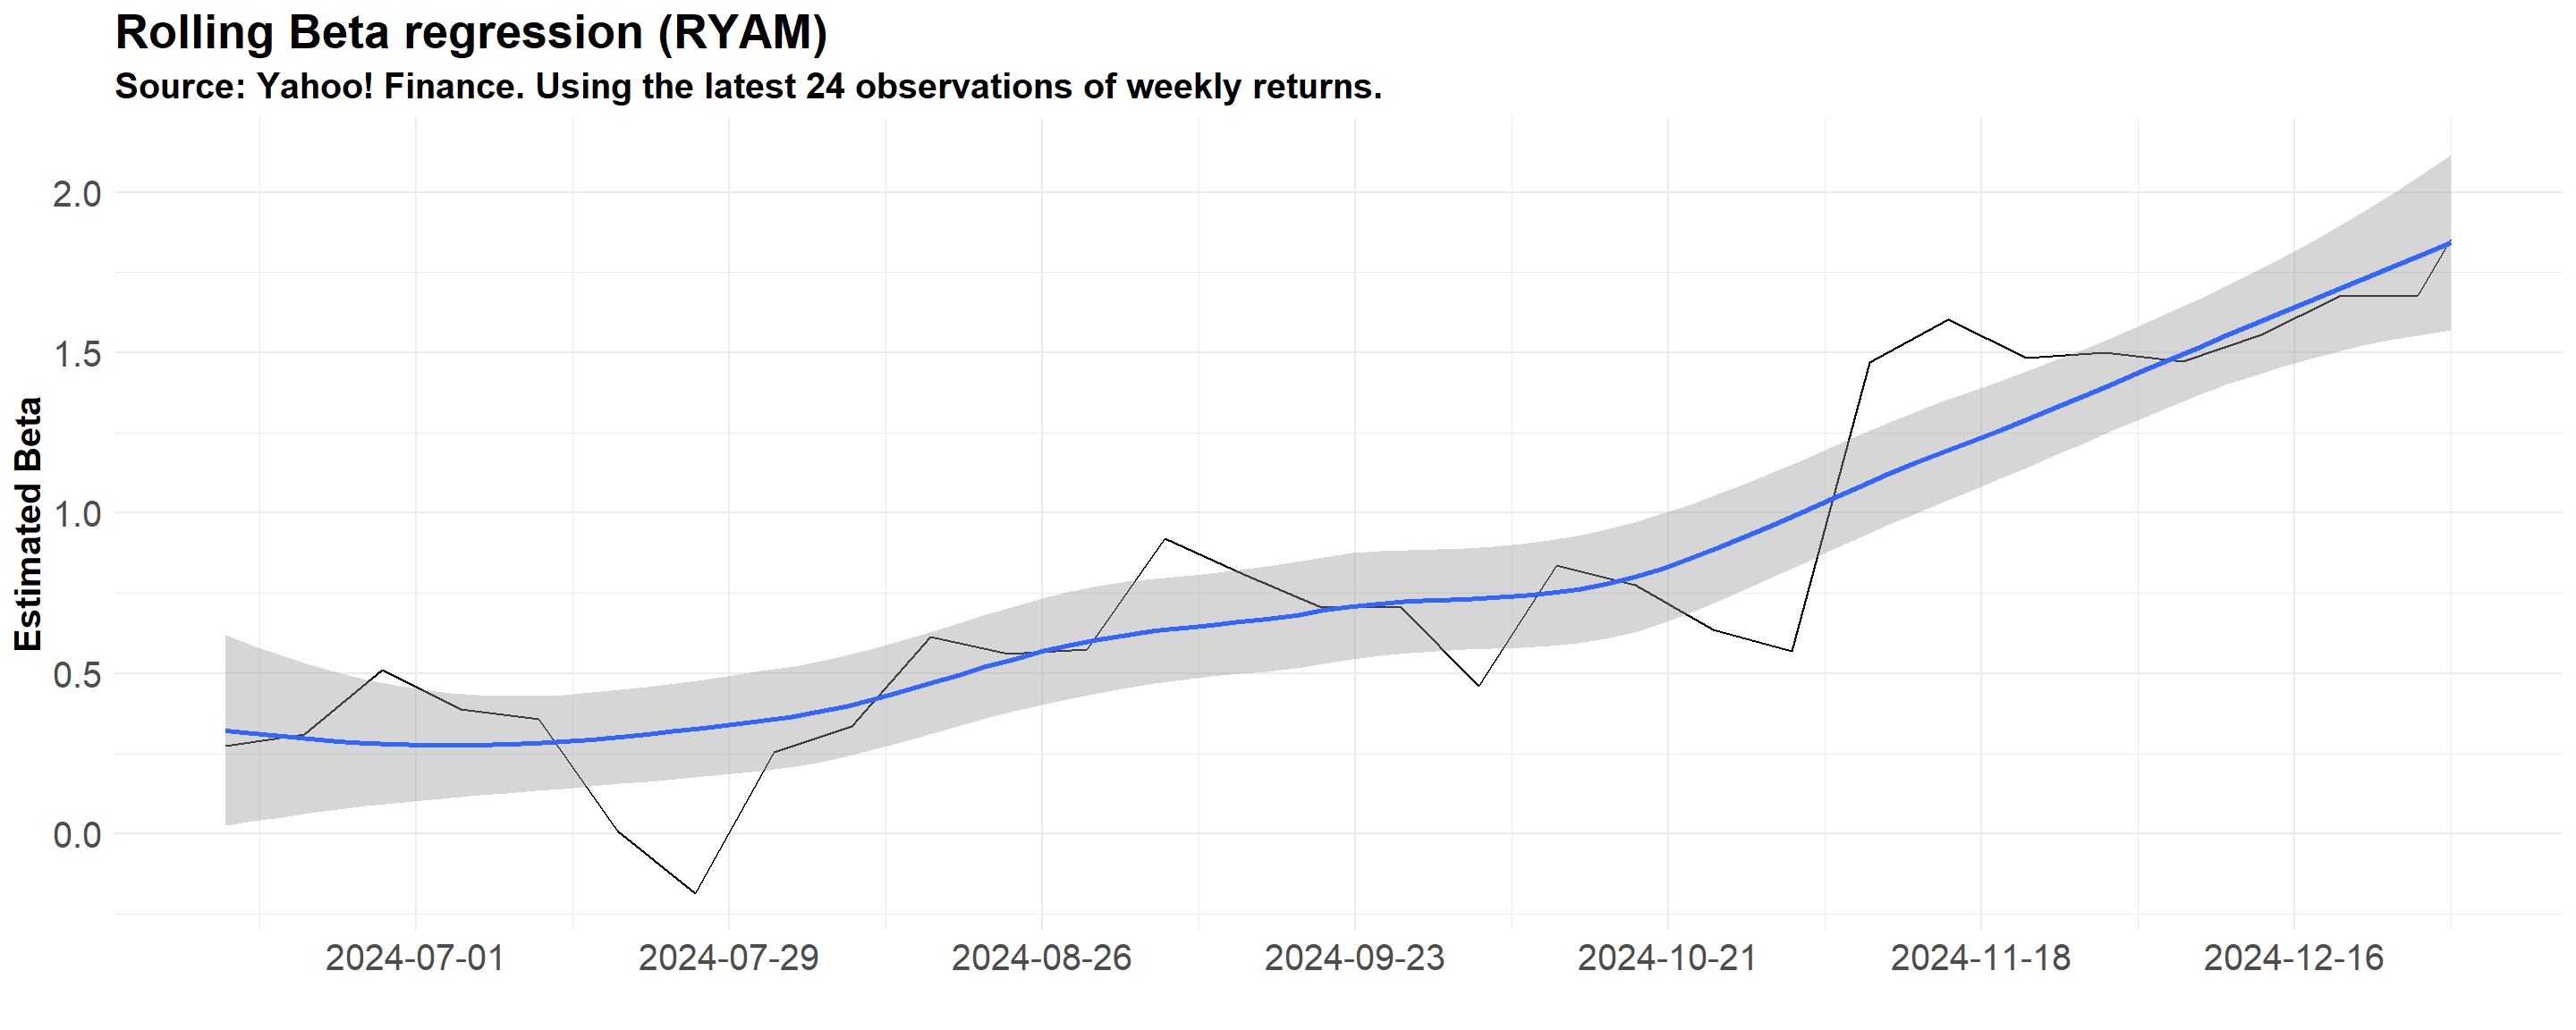 Rolling Beta regression (RYAM)
Source: Yahoo! Finance. Using the latest 24 observations of weekly returns.
Estimated Beta
2.0
1.5
1.0
0.5
0.0
2024-07-01 2024-07-29 2024-08-26 2024-09-23 2024-10-21 2024-11-18 2024-12-16